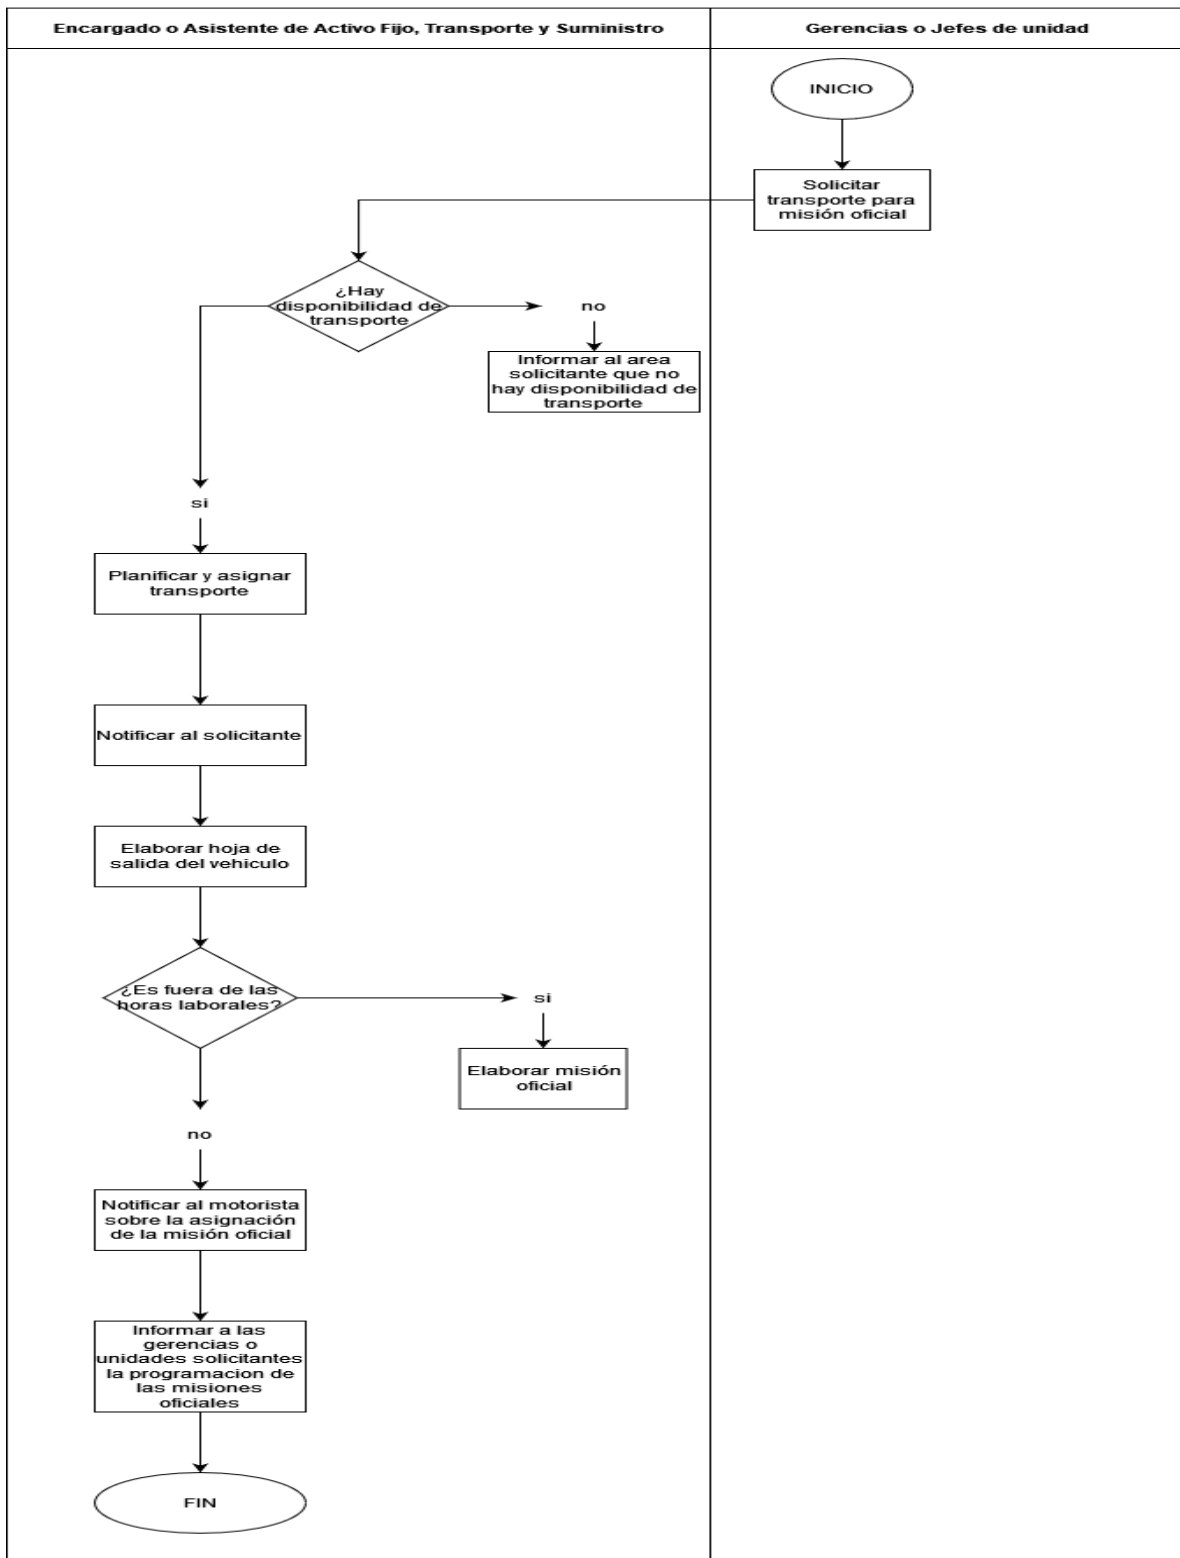 Encargado o Asistente de Activo Fijo, Transporte y Suministro
Gerencias o Jefes de unidad
INICIO
Solicitar
transporte para
misión oficial
¿Hay
disponibilidad de
transporte
no
Informar al area
solicitante que no
hay disponibilidad de
transporte
si
Planificar y asignar
transporte
Notificar al solicitante
Elaborar hoja de
salida del vehiculo
¿Es fuera de las
horas laborales?
si
Elaborar misión
oficial
no
Notificar al motorista
sobre la asignación
de la misión oficial
Informar a las
gerencias o
unidades solicitantes
la programacion de
las misiones
oficiales
FIN